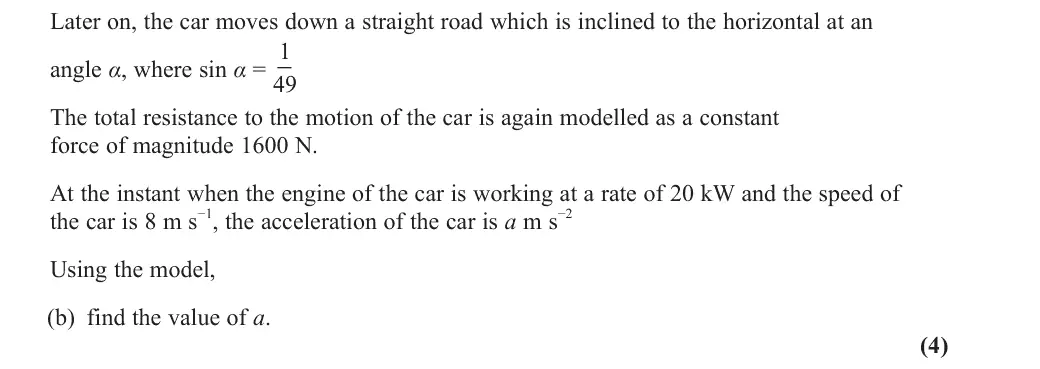 Later on, the car moves down a straight road which is inclined to the horizontal at an
angle α, where sin α = 1/49
The total resistance to the motion of the car is again modelled as a constant
force of magnitude 1600 N.
At the instant when the engine of the car is working at a rate of 20 kW and the speed of
the car is 8 m s⁻¹, the acceleration of the car is a m s⁻²
Using the model,
(b) find the value of a.
(4)